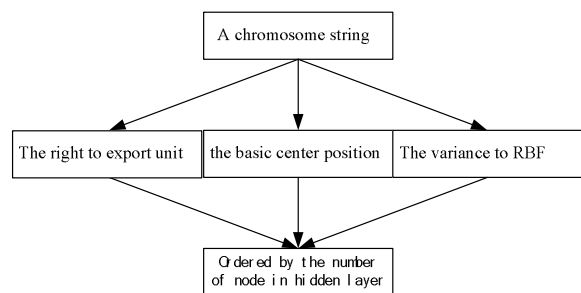 A chromosome string
The right to export unit
the basic center position
The variance to RBF
Ordered by the number
of node in hidden layer